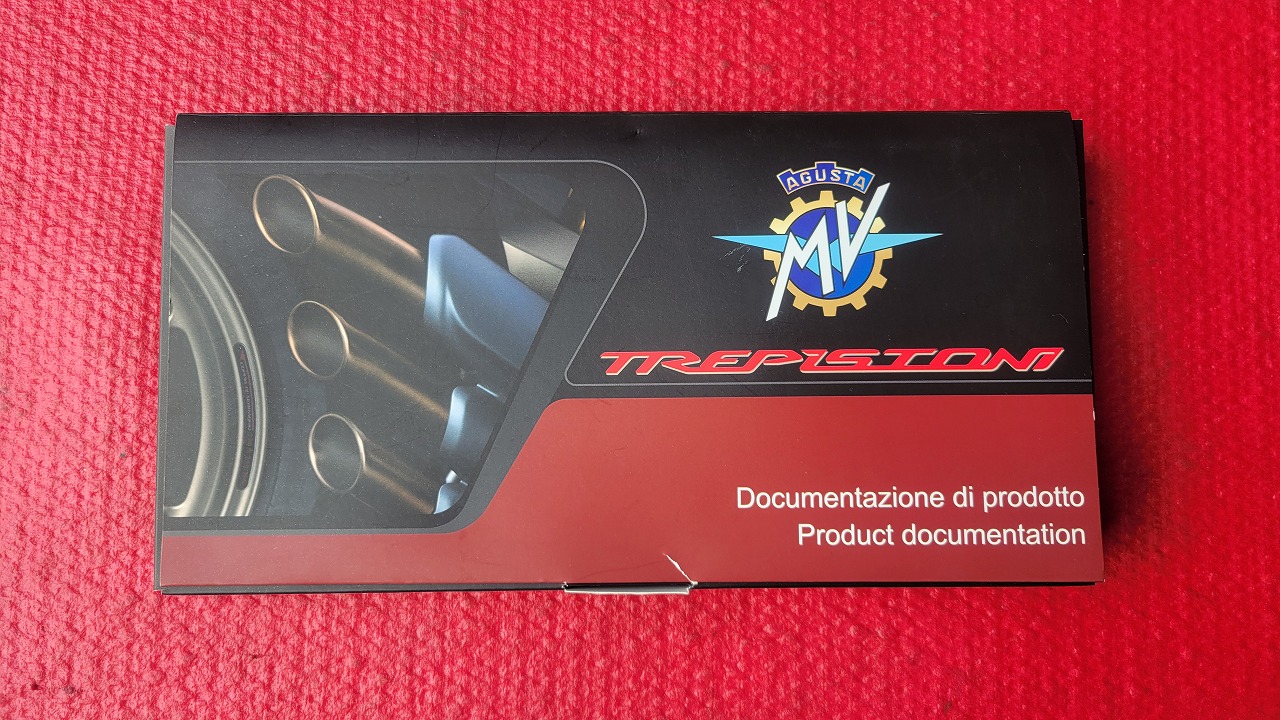 AGUSTA
MV
TREPISTONI
Documentazione di prodotto
Product documentation